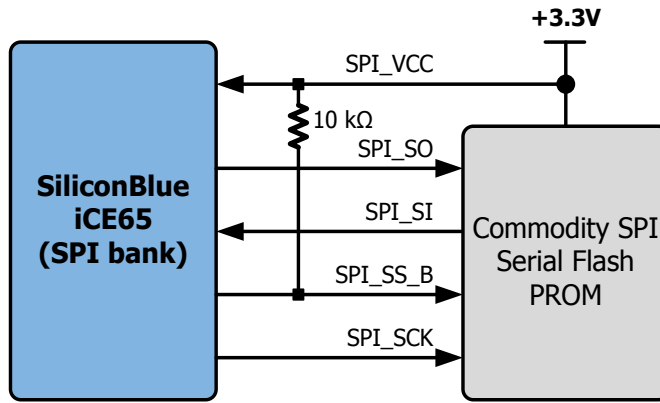 +3.3V
SPI_VCC
10 kΩ
SPI_SO
SiliconBlue
iCE65
(SPI bank)
SPI_SI
Commodity SPI
Serial Flash
PROM
SPI_SS_B
SPI_SCK